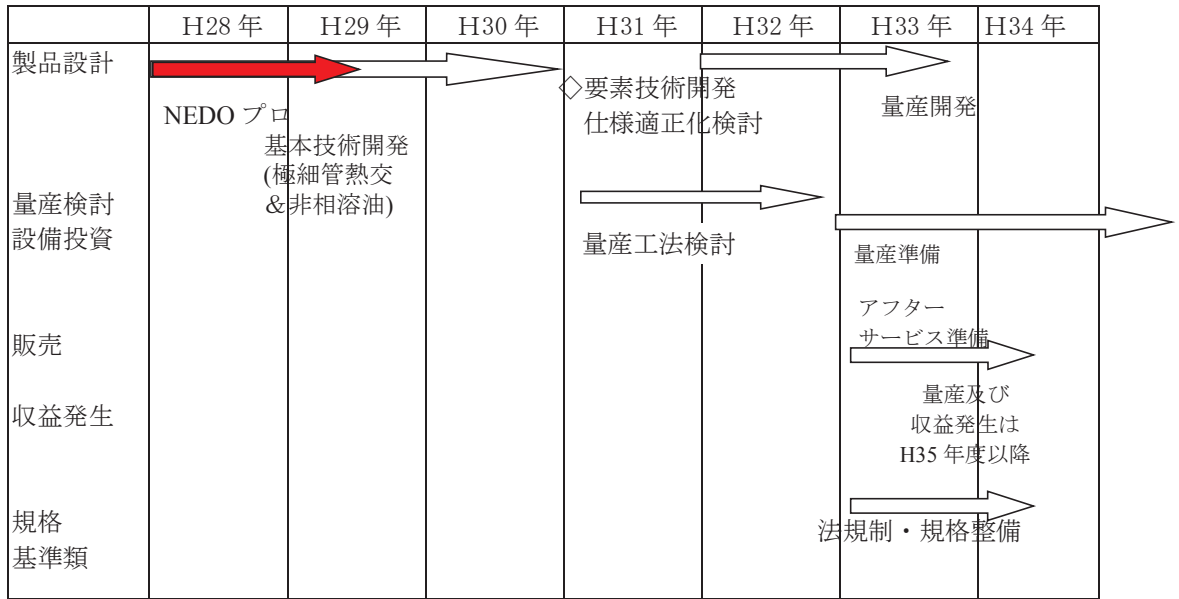 H28年 H29年 H30年 H31年 H32年 H33年 H34年
製品設計
NEDOプロ
基本技術開発
(極細管熱交
&非相溶油)
◇要素技術開発
仕様適正化検討
量産開発
量産検討
設備投資
量産工法検討
量産準備
販売
アフター
サービス準備
収益発生
量産及び
収益発生は
H35年度以降
規格
基準類
法規制・規格整備